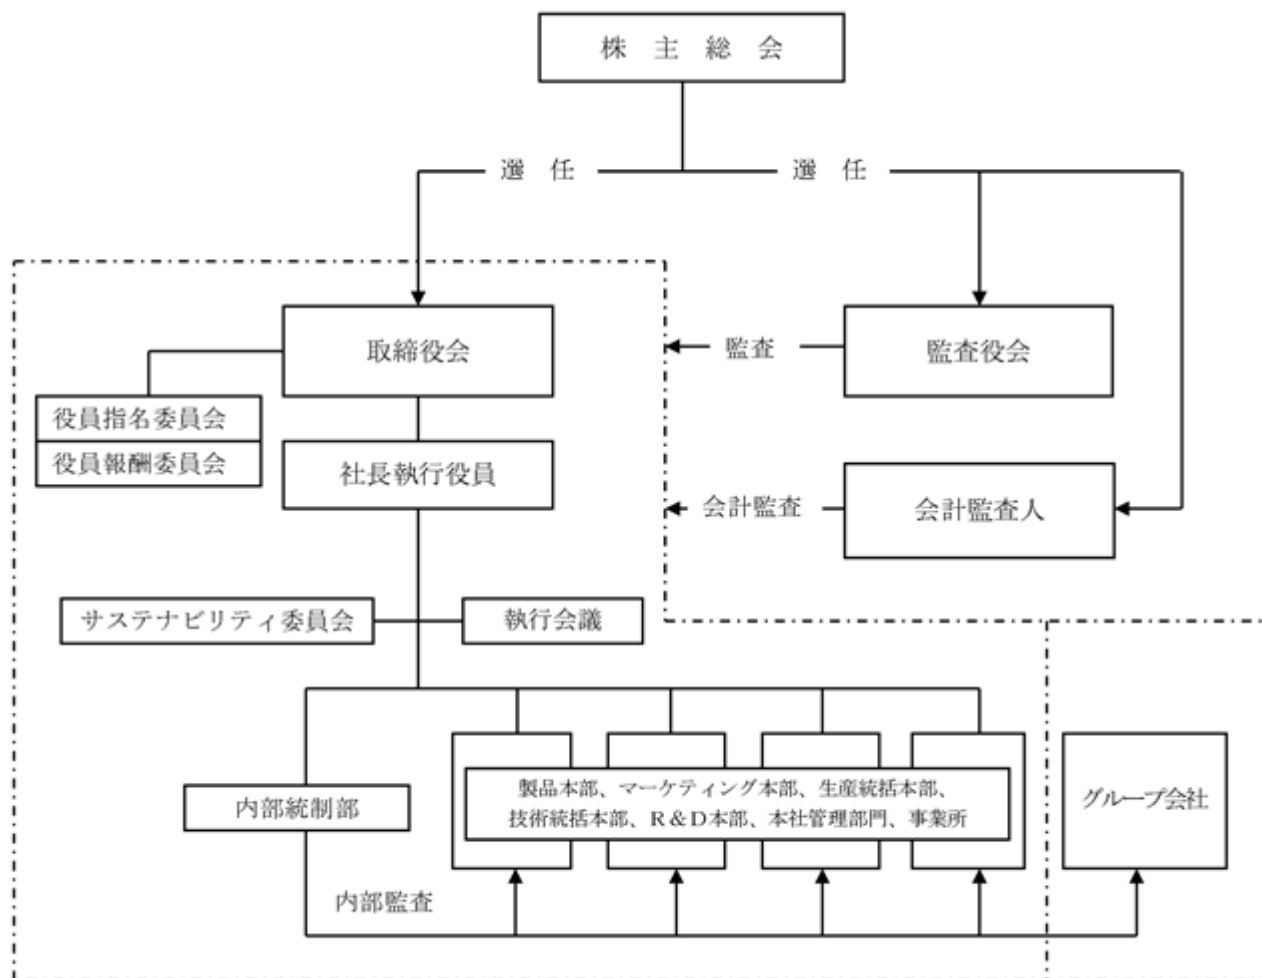 株 主 総 会
選 任
選 任
取締役会
監査
監査役会
役員指名委員会
役員報酬委員会
社長執行役員
会計監査
会計監査人
サステナビリティ委員会
執行会議
製品本部、マーケティング本部、生産統括本部、
技術統括本部、R&D本部、本社管理部門、事業所
内部統制部
グループ会社
内部監査